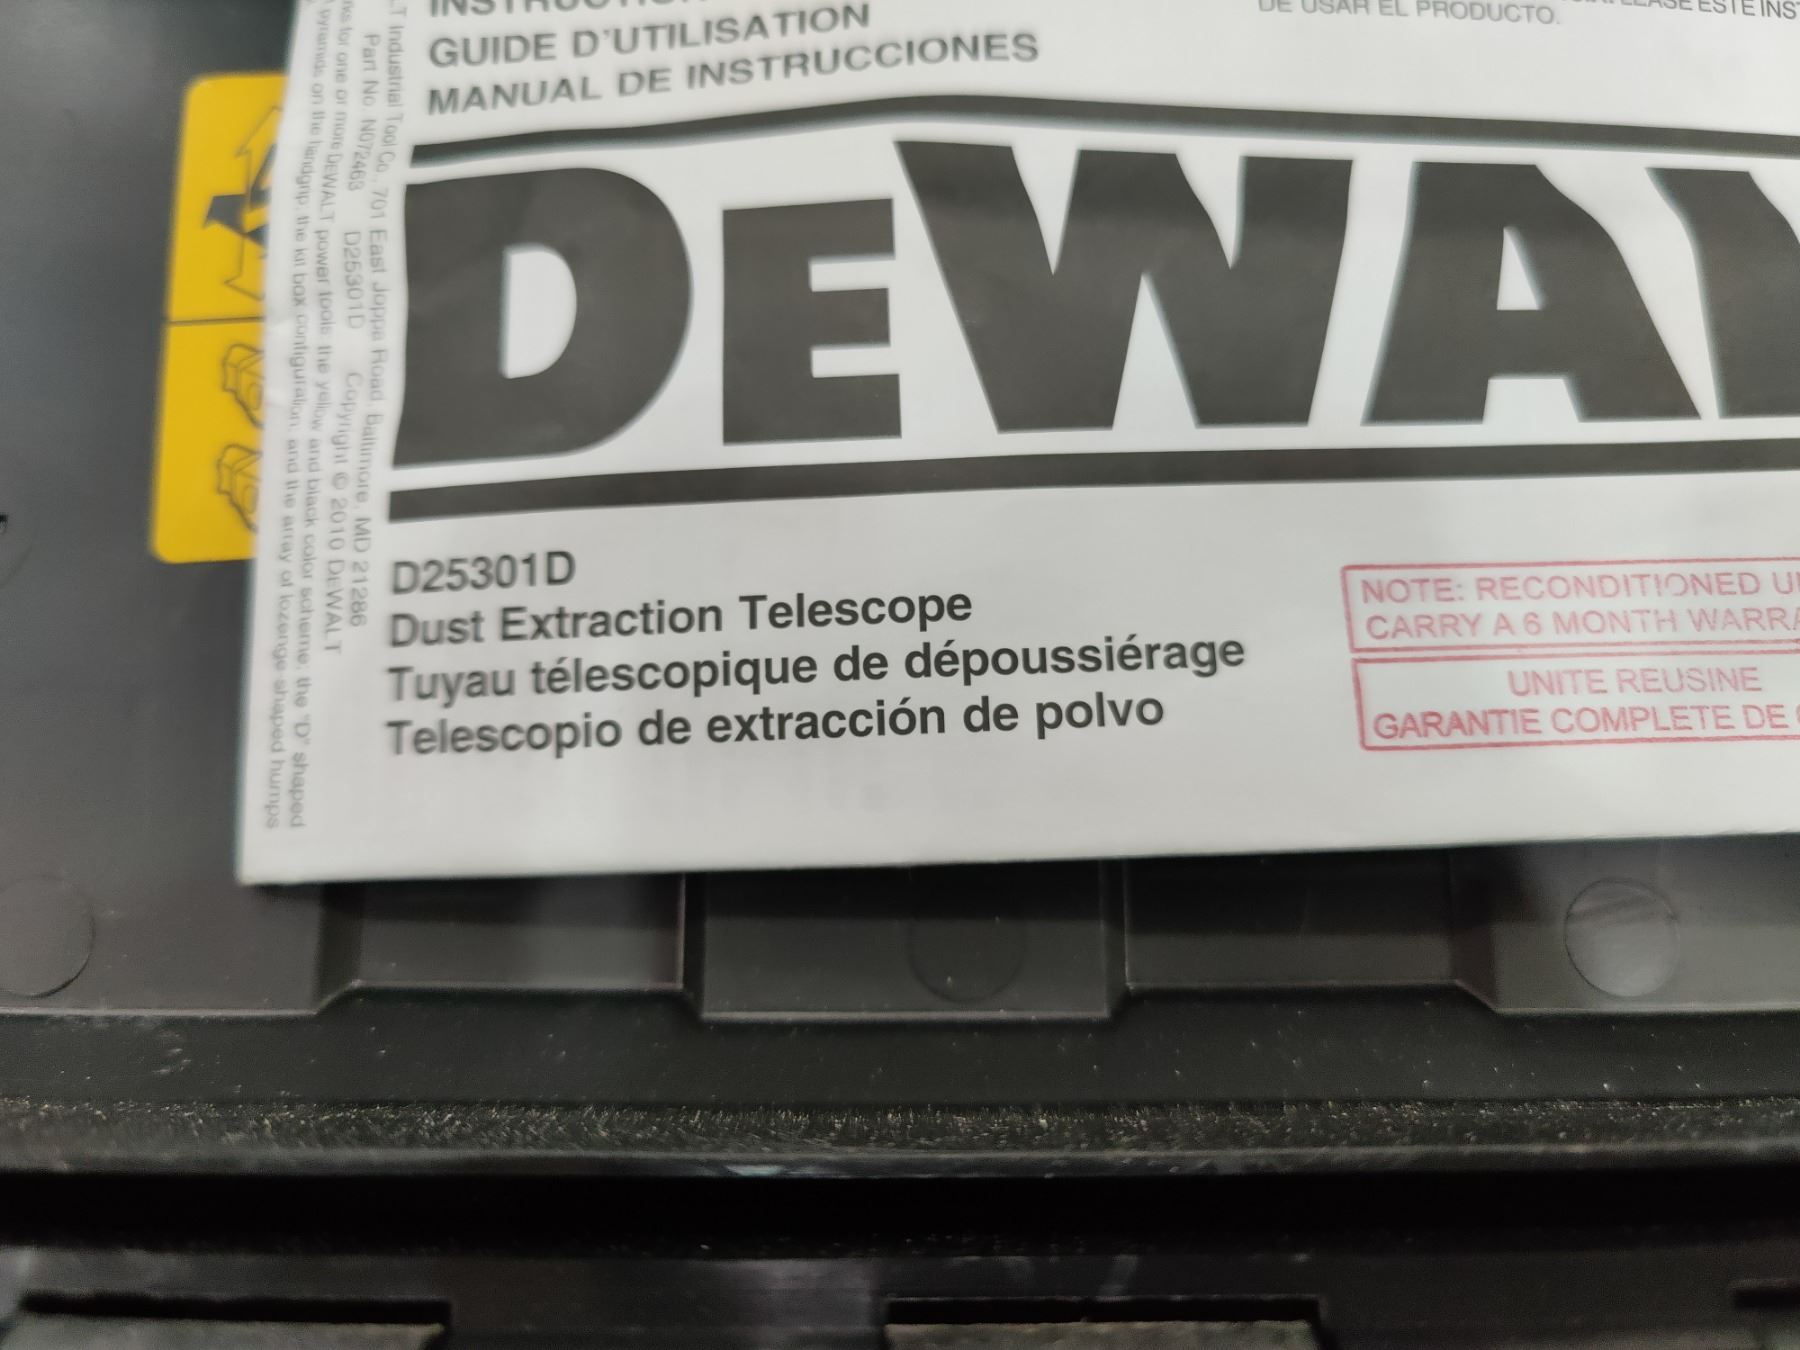 GUIDE D'UTILISATION
MANUAL DE INSTRUCCIONES
DE USAR EL PRODUCTO.
DEWA
D25301D
Dust Extraction Telescope
Tuyau télescopique de dépoussiérage
Telescopio de extracción de polvo
NOTE: RECONDITIONED
CARRY A 6 MONTH
UNITE REUSINE
GARANTIE COMPLETE DE
LT Industrial Tool Co., 701 East Joppa Road, Baltimore, MD 21286
Part No. N072463 D25301D Copyright © 2010 DEWALT
ks for one or more DEWALT power tools: the yellow and black color scheme; the "D" shaped
pyramids on the handgrip; the kit box configuration; and the array of lozenge-shaped humps